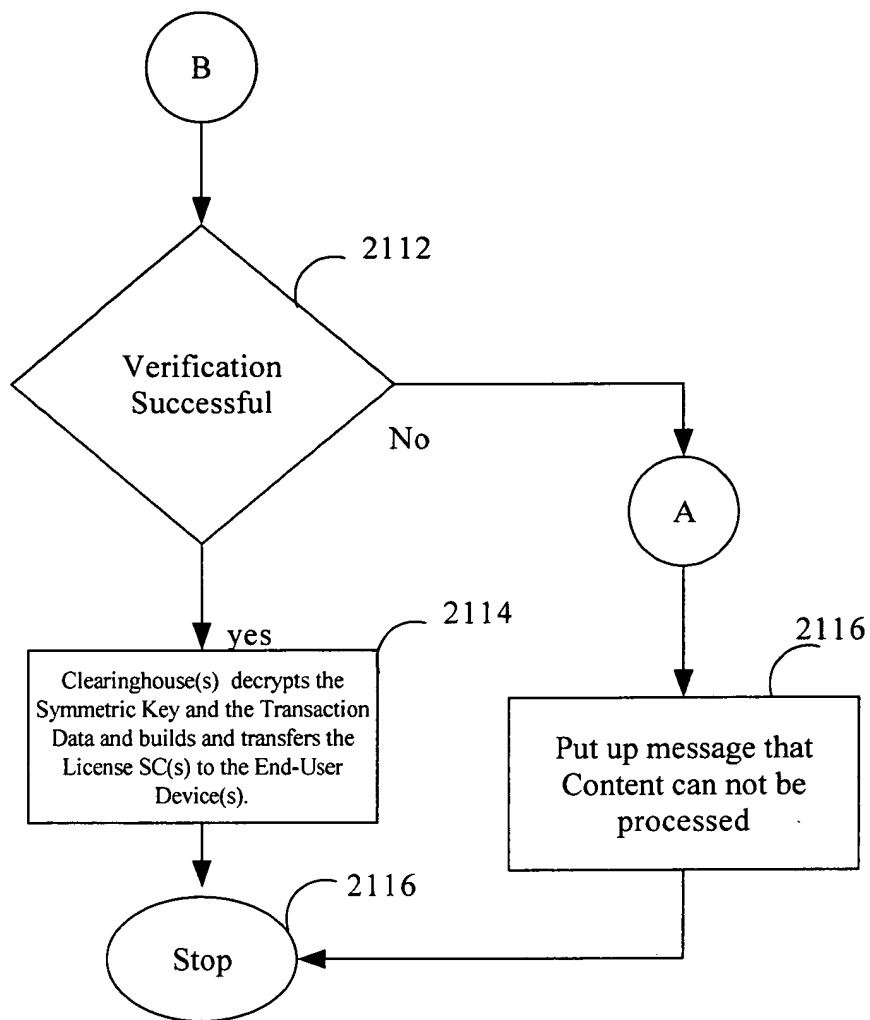 B
2112
Verification
Successful
No
A
yes
2114
Clearinghouse(s) decrypts the
Symmetric Key and the Transaction
Data and builds and transfers the
License SC(s) to the End-User
Device(s).
2116
Put up message that
Content can not be
processed
2116
Stop